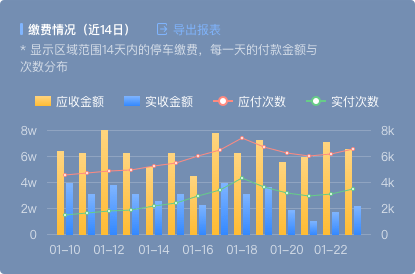 缴费情况（近14日） 导出报表
* 显示区域范围14天内的停车缴费，每一天的付款金额与
次数分布
应收金额 实收金额 应付次数 实付次数
8w 8k
6w 6k
4w 4k
2w 2k
0 0
01-10 01-12 01-14 01-16 01-18 01-20 01-22